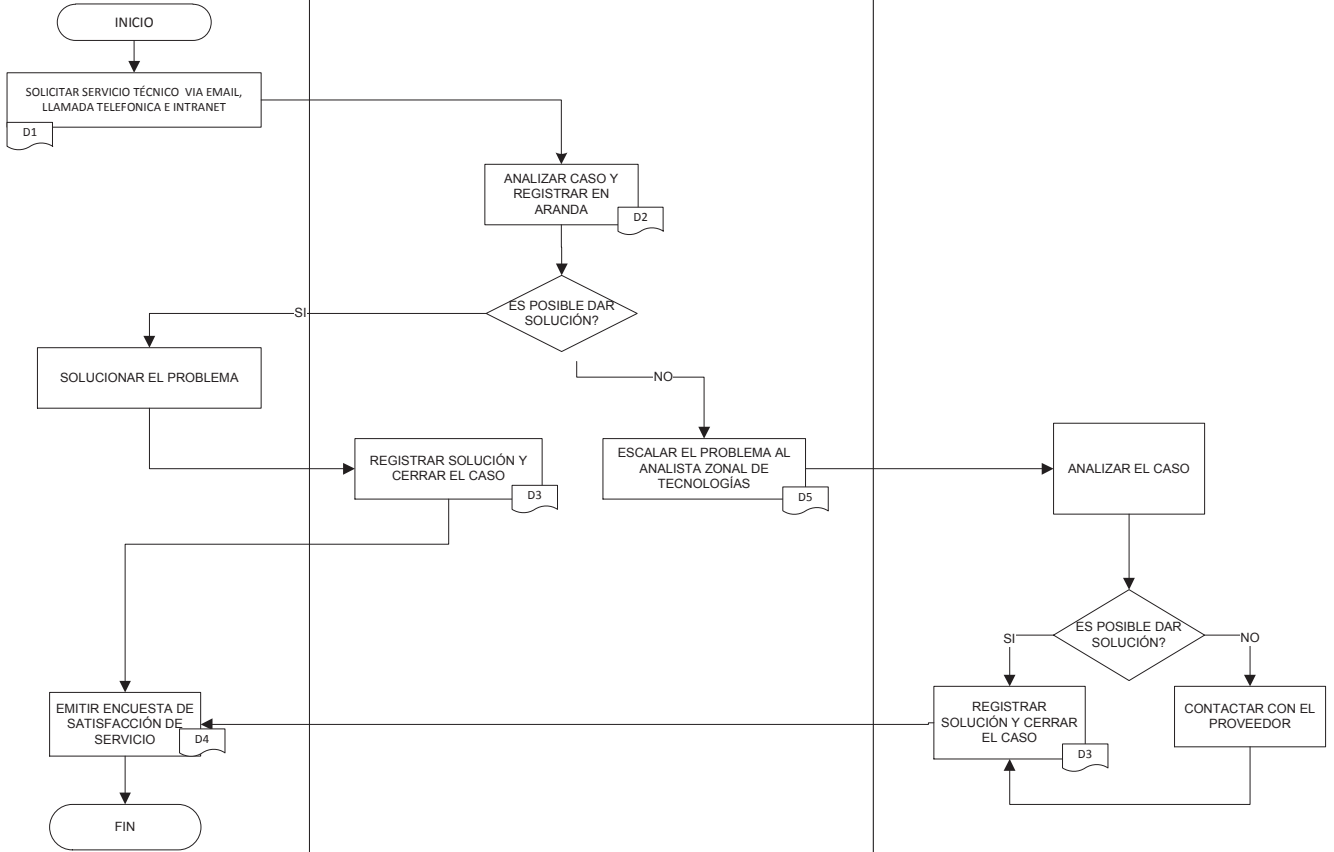 INICIO
SOLICITAR SERVICIO TÉCNICO VIA EMAIL,
LLAMADA TELEFONICA E INTRANET
D1
ANALIZAR CASO Y
REGISTRAR EN
ARANDA
D2
ES POSIBLE DAR
SOLUCIÓN?
SI
SOLUCIONAR EL PROBLEMA
NO
REGISTRAR SOLUCIÓN Y
CERRAR EL CASO
D3
ESCALAR EL PROBLEMA AL
ANALISTA ZONAL DE
TECNOLOGÍAS
D5
ANALIZAR EL CASO
ES POSIBLE DAR
SOLUCIÓN?
SI
NO
EMITIR ENCUESTA DE
SATISFACCIÓN DE
SERVICIO
D4
REGISTRAR
SOLUCIÓN Y CERRAR
EL CASO
D3
CONTACTAR CON EL
PROVEEDOR
FIN